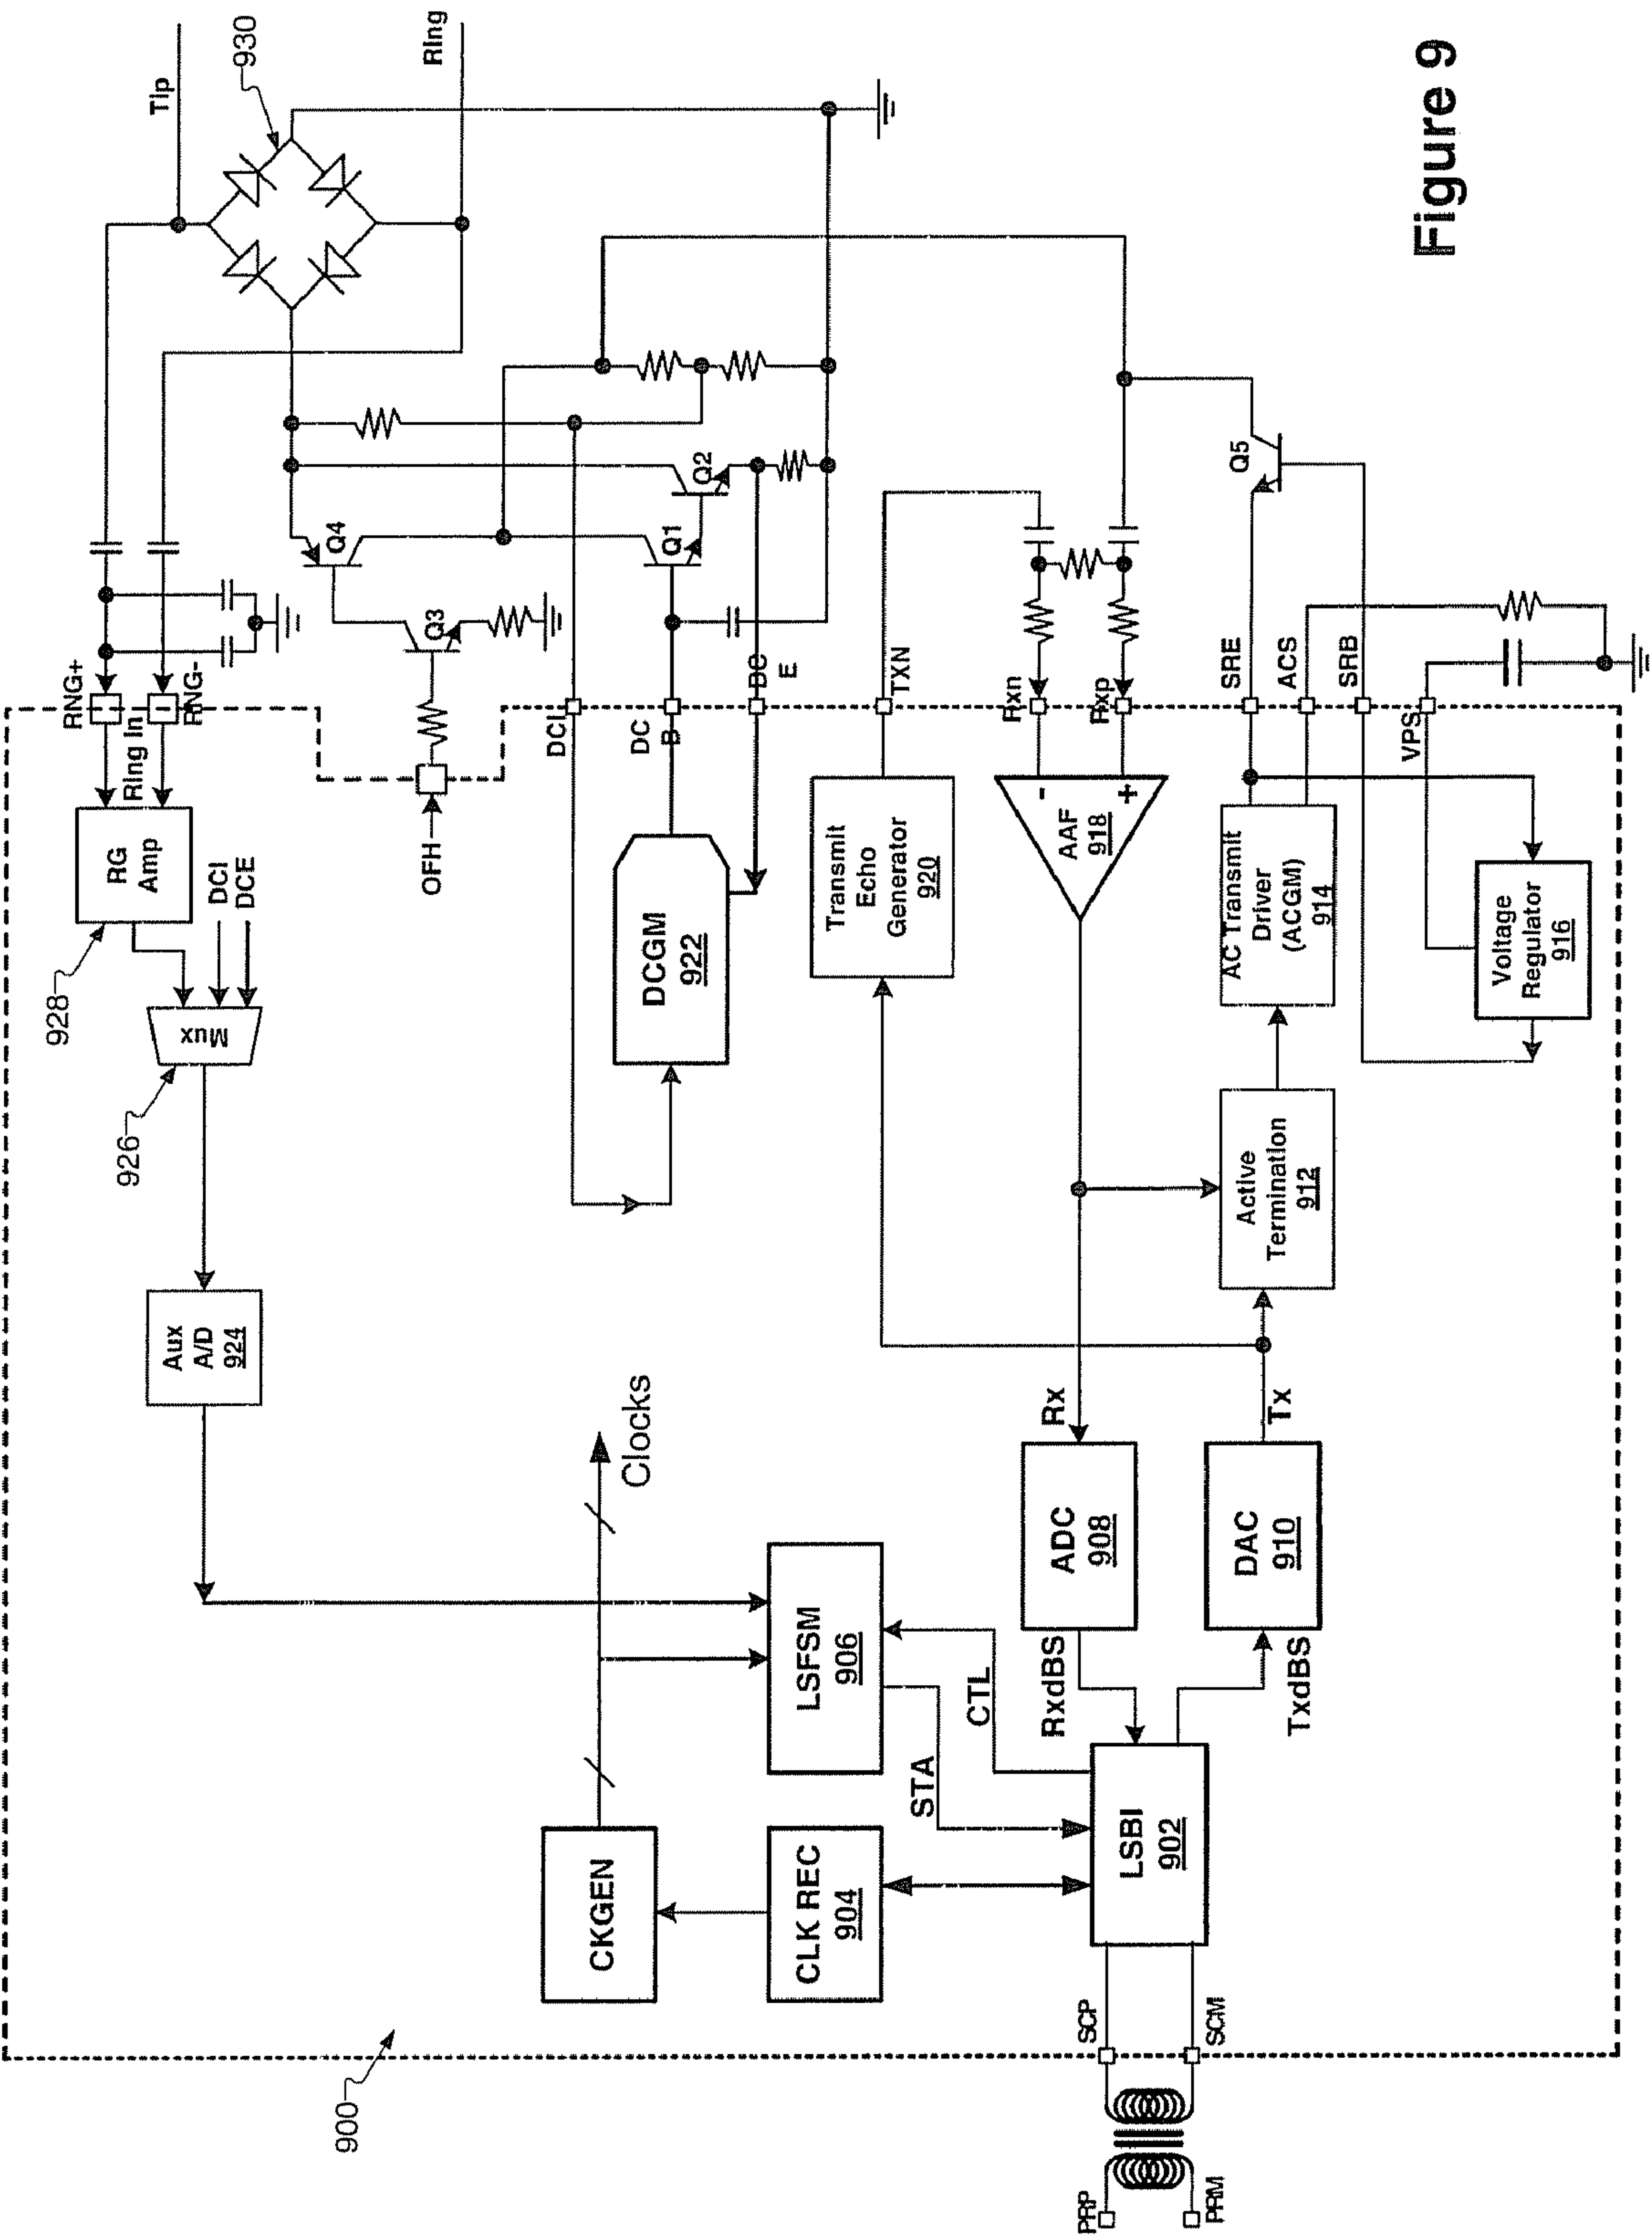 900
PRP
PRM
SCP
SCM
LSBI
902
CLK REC
904
CKGEN
Clocks
STA
CTL
LSFSM
906
RxdBS
TxdBS
ADC
908
DAC
910
Rx
Tx
Aux
A/D
924
926
Mux
928
DCI
DCE
RG
Amp
Ring In
RNG+
RNG-
OFH
DCI
DC
B
DC
E
DCGM
922
Transmit
Echo
Generator
920
TXN
AAF
918
-
+
Rxn
Rxp
Active
Termination
912
AC Transmit
Driver
(ACGM)
914
Voltage
Regulator
916
SRE
ACS
SRB
VPS
Q3
Q4
Q1
Q2
Q5
Tip
Ring
930
Figure 9